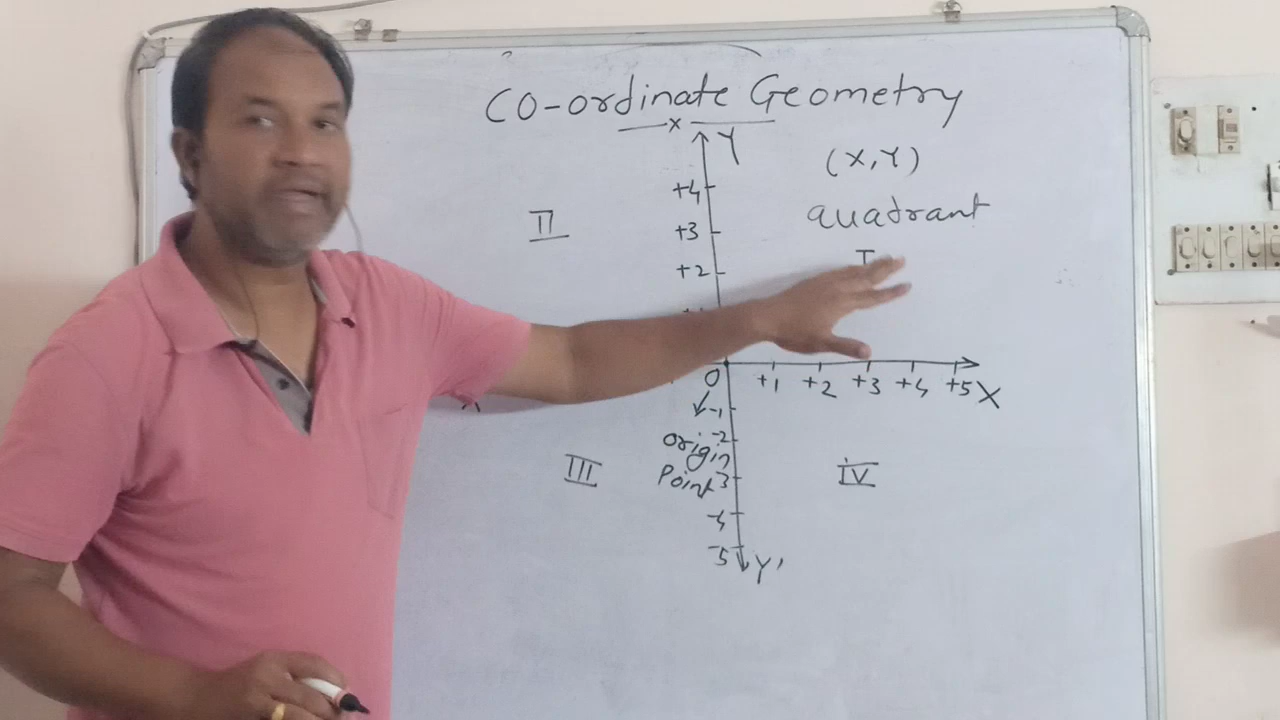 CO-ordinate Geometry
x
Y
(X,Y)
+4
quadrant
II
+3
I
+2
O
+1 +2 +3 +4 +5 X
-1
origin -2
point 3
III
IV
-4
-5
Y'